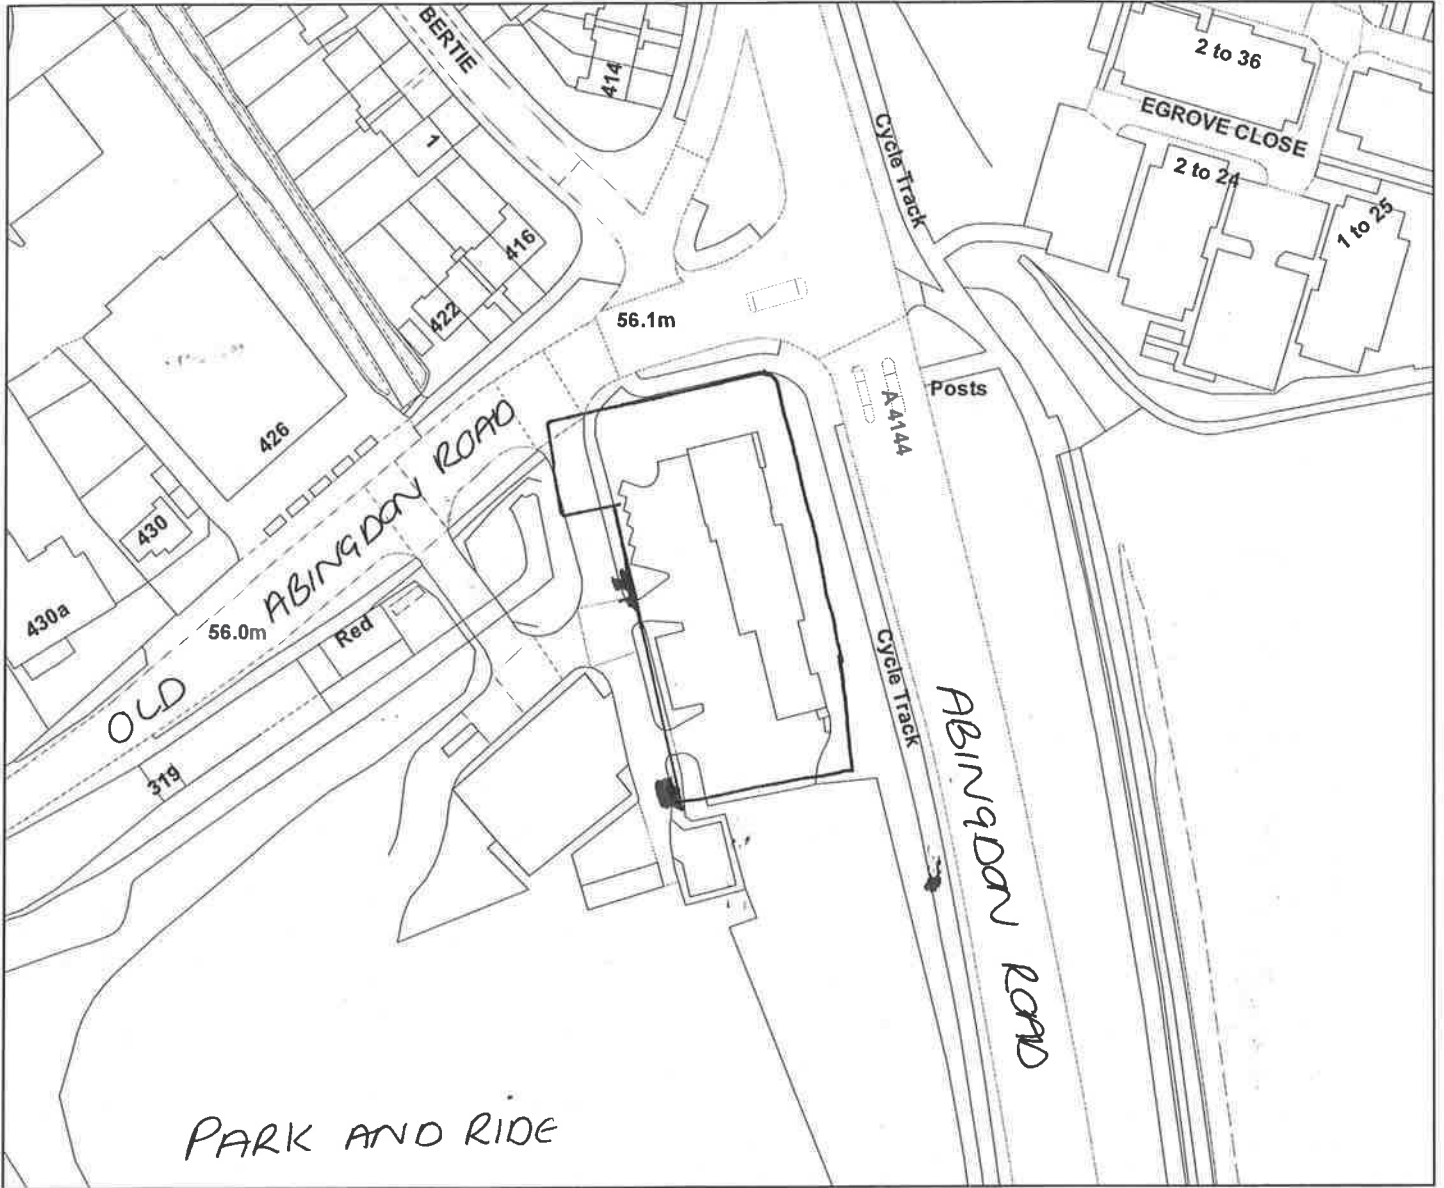 BERTIE
414
1
416
422
2 to 36
EGROVE CLOSE
2 to 24
1 to 25
Cycle Track
56.1m
Posts
A 4144
426
430
430a
OLD ABINGDON ROAD
56.0m
Red
319
Cycle Track
ABINGDON ROAD
PARK AND RIDE